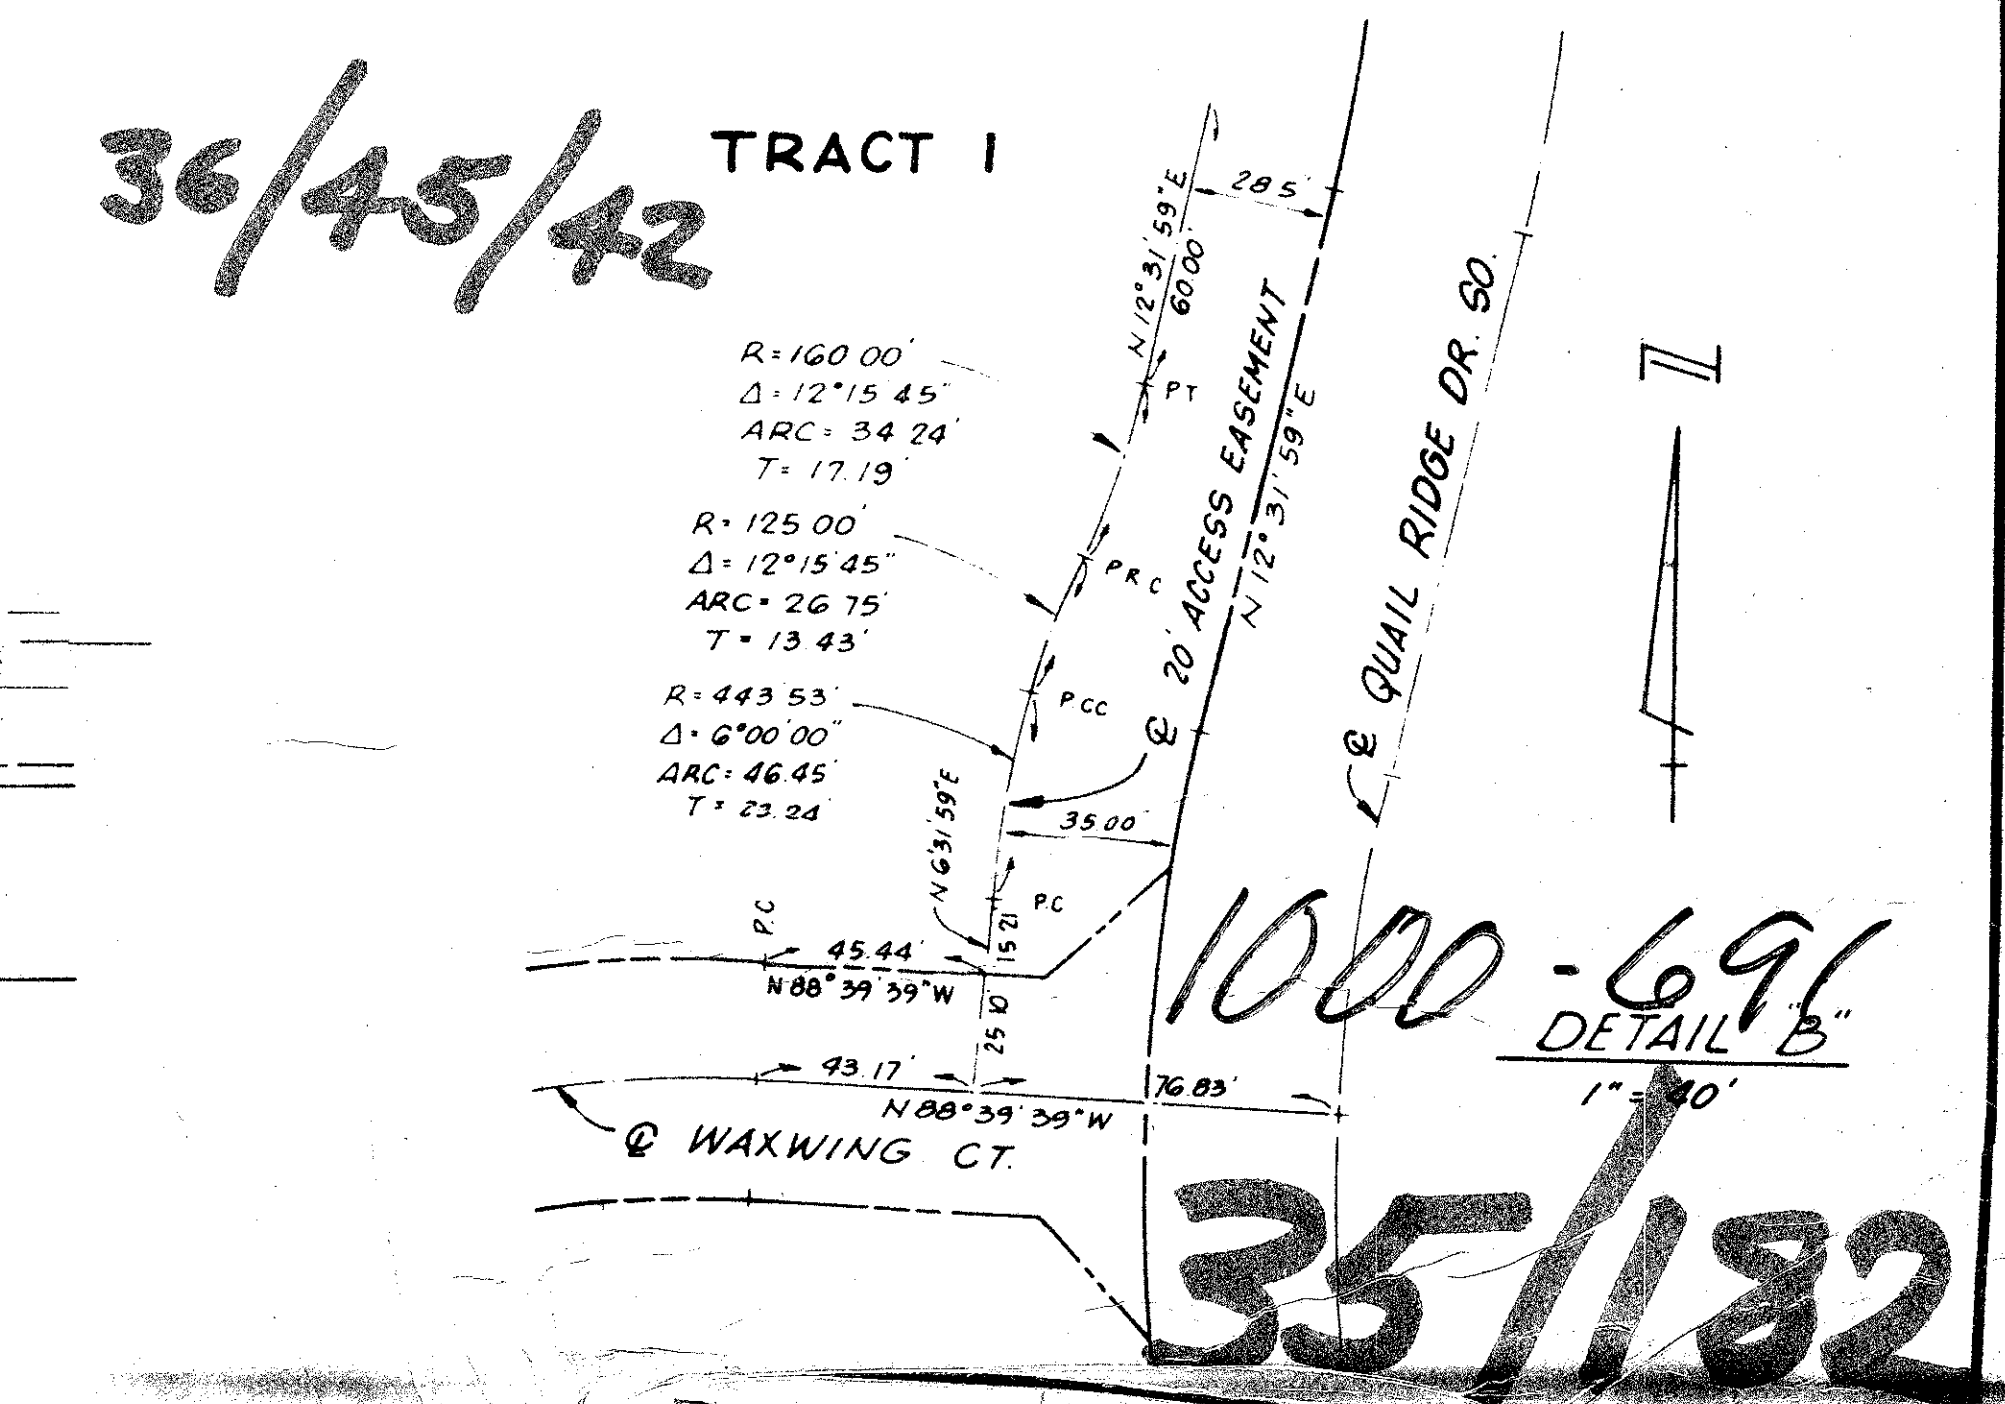 36/45/42
TRACT 1
28 5'
N 12° 31' 59" E
60.00'
R = 160 00'
Δ = 12° 15' 45"
ARC = 34 24'
T = 17.19'
PT
R = 125 00'
Δ = 12° 15' 45"
ARC = 26 75'
T = 13 43'
PRC
R = 443 53'
Δ = 6° 00' 00"
ARC = 46.45'
T = 23.24'
P.CC
℄ 20' ACCESS EASEMENT
N 12° 31' 59" E
℄ QUAIL RIDGE DR. SO.
N 6° 31' 59" E
35 00'
P.C
15 21'
P.C
45.44'
N 88° 39' 39" W
25 10'
43.17'
76.83'
N 88° 39' 39" W
℄ WAXWING CT.
1000-691
DETAIL "B"
1" = 40'
35/182